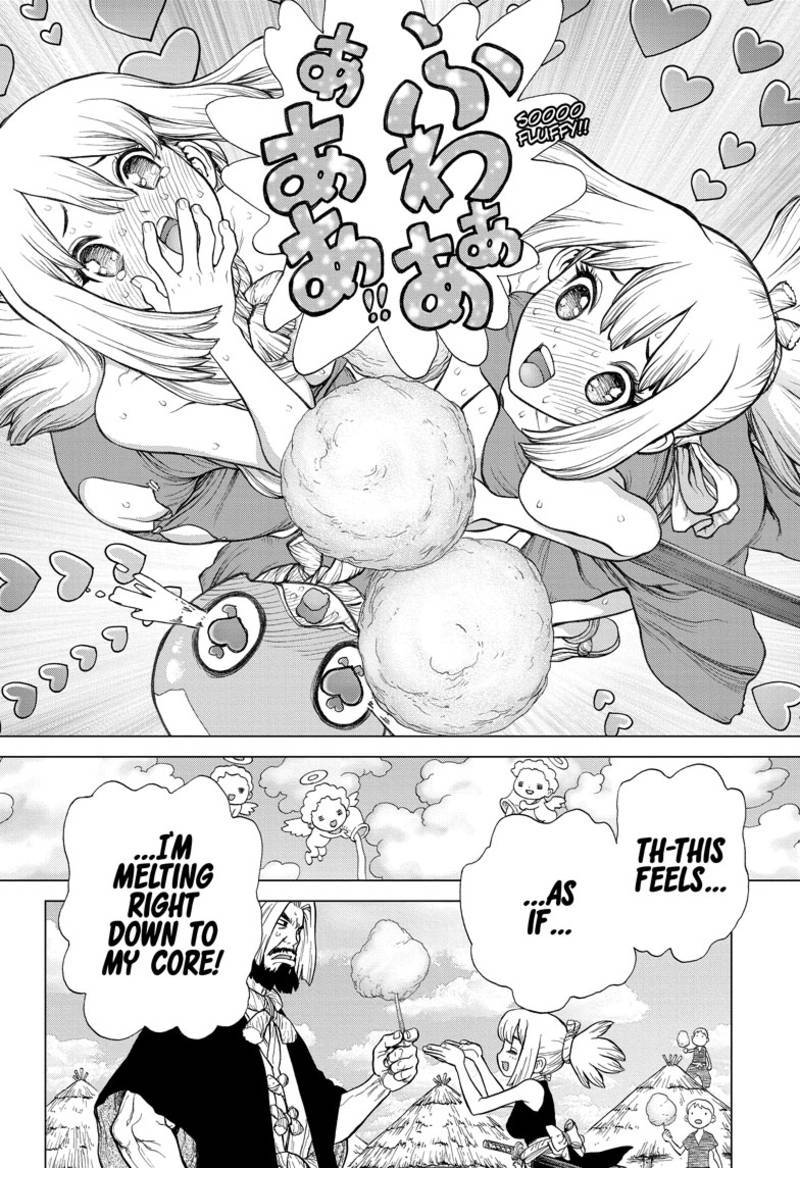 ふわぁあ
ぁあああ!!
SOOOO
FLUFFY!!
TH-THIS
FEELS...
...AS
IF...
...I'M
MELTING
RIGHT
DOWN TO
MY CORE!